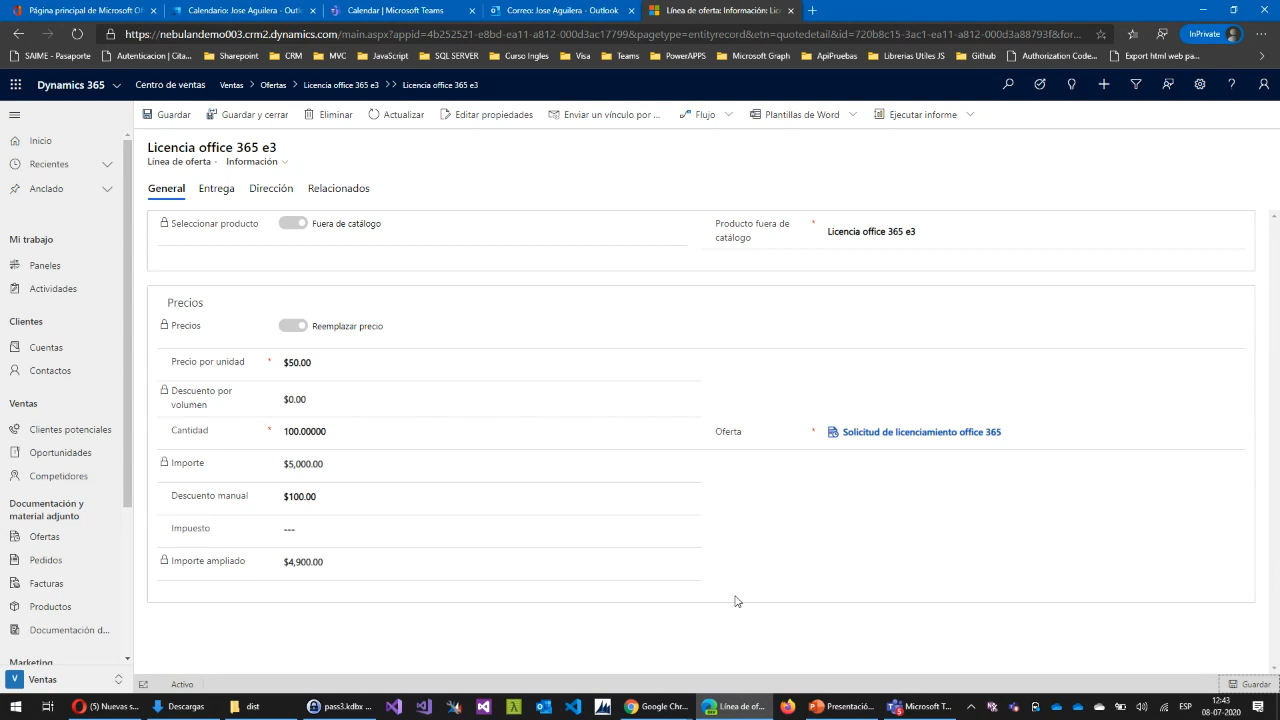 Página principal de Microsoft Of
Calendario: Jose Aguilera - Outlo
Calendar | Microsoft Teams
Correo: Jose Aguilera - Outlook
Línea de oferta: Información: Lic
https://nebulandemo003.crm2.dynamics.com/main.aspx?appid=4b252521-e8bd-ea11-a812-000d3ac17799&pagetype=entityrecord&etn=quotedetail&id=720b8c15-3ac1-ea11-a812-000d3a88793f&for...
InPrivate
SAIME - Pasaporte
Autenticacion | Cita...
Sharepoint
CRM
MVC
JavaScript
SQL SERVER
Curso Ingles
Visa
Teams
PowerAPPS
Microsoft Graph
ApiPruebas
Librerias Utiles JS
Github
Authorization Code...
Export html web pa...
Dynamics 365
Centro de ventas
Ventas > Ofertas > Licencia office 365 e3 >> Licencia office 365 e3
Guardar
Guardar y cerrar
Eliminar
Actualizar
Editar propiedades
Enviar un vínculo por ...
Flujo
Plantillas de Word
Ejecutar informe
Inicio
Recientes
Anclado
Mi trabajo
Paneles
Actividades
Clientes
Cuentas
Contactos
Ventas
Clientes potenciales
Oportunidades
Competidores
Documentación y
material adjunto
Ofertas
Pedidos
Facturas
Productos
Documentación d...
Marketing
V Ventas
Licencia office 365 e3
Línea de oferta · Información
General
Entrega
Dirección
Relacionados
Seleccionar producto
Fuera de catálogo
Producto fuera de
catálogo
*
Licencia office 365 e3
Precios
Precios
Reemplazar precio
Precio por unidad * $50.00
Descuento por
volumen
$0.00
Cantidad * 100.00000
Oferta * Solicitud de licenciamiento office 365
Importe $5,000.00
Descuento manual $100.00
Impuesto ---
Importe ampliado $4,900.00
Activo
Guardar
(5) Nuevas s...
Descargas
dist
pass3.kdbx ...
Google Chr...
Línea de of...
Presentació...
Microsoft T...
ESP
12:43
08-07-2020